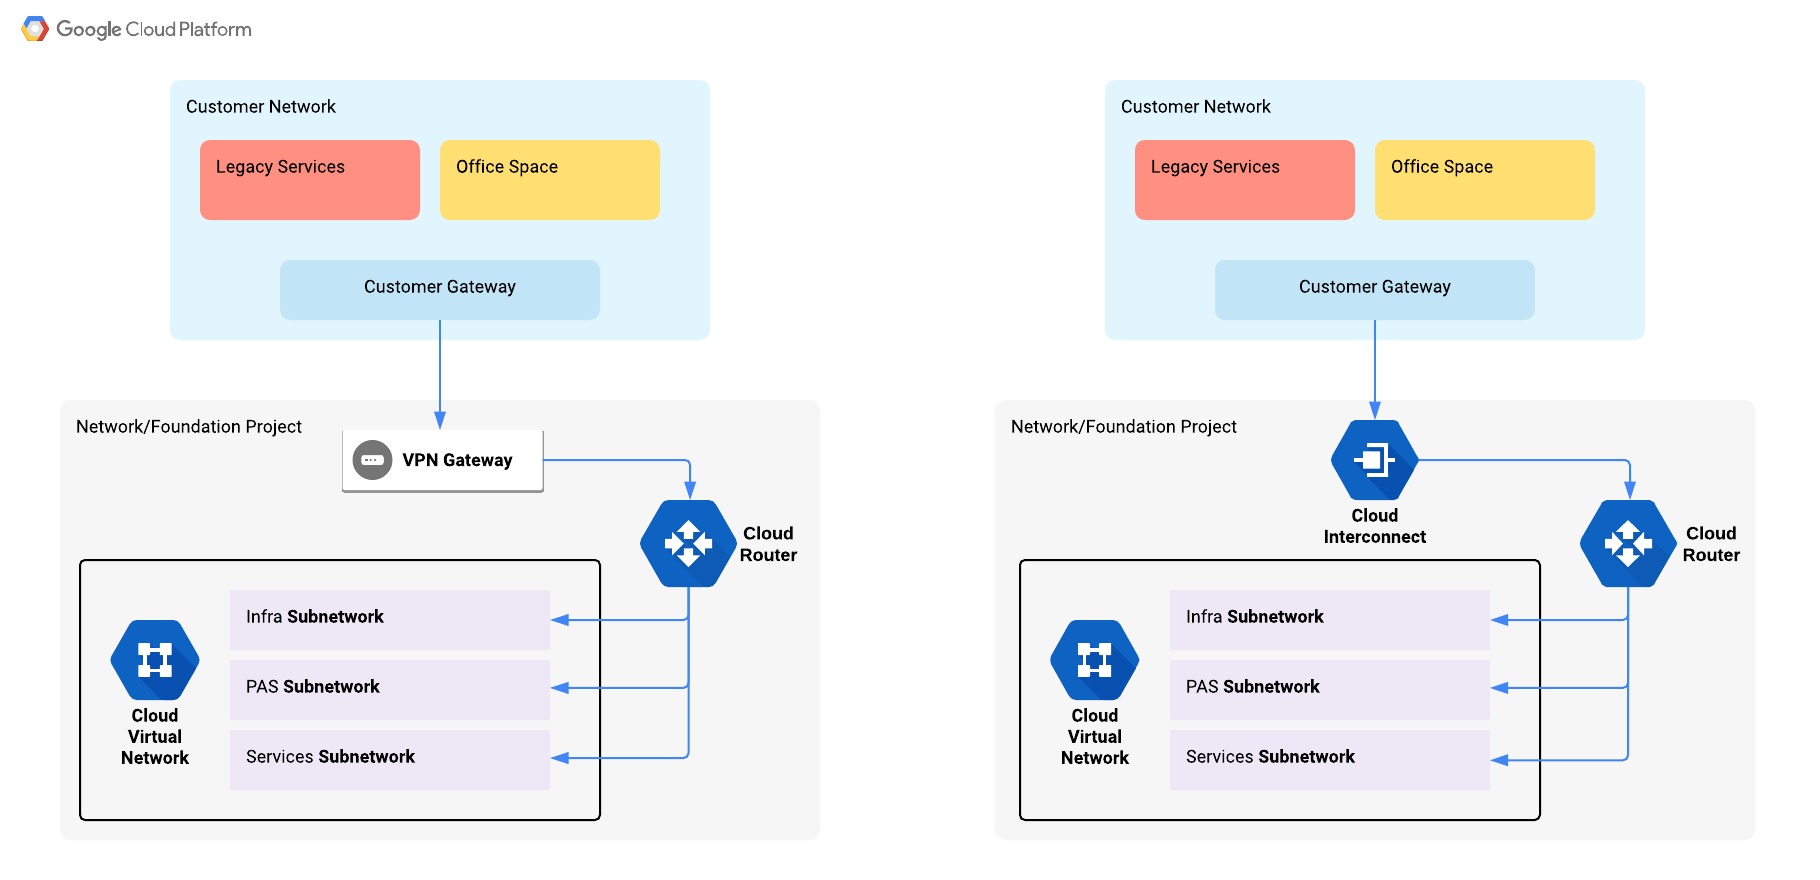 Google Cloud Platform
Customer Network
Legacy Services
Office Space
Customer Gateway
Network/Foundation Project
VPN Gateway
Cloud
Router
Infra Subnetwork
PAS Subnetwork
Services Subnetwork
Cloud
Virtual
Network
Customer Network
Legacy Services
Office Space
Customer Gateway
Network/Foundation Project
Cloud
Interconnect
Cloud
Router
Infra Subnetwork
PAS Subnetwork
Services Subnetwork
Cloud
Virtual
Network